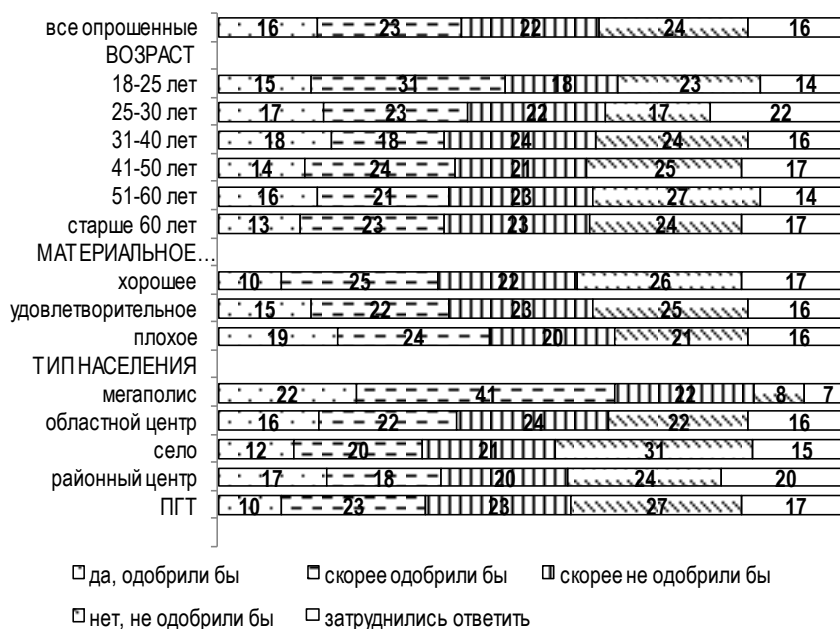 все опрошенные 16 23 22 24 16
ВОЗРАСТ
18-25 лет 15 31 18 23 14
25-30 лет 17 23 22 17 22
31-40 лет 18 18 24 24 16
41-50 лет 14 24 21 25 17
51-60 лет 16 21 23 27 14
старше 60 лет 13 23 23 24 17
МАТЕРИАЛЬНОЕ…
хорошее 10 25 22 26 17
удовлетворительное 15 22 23 25 16
плохое 19 24 20 21 16
ТИП НАСЕЛЕНИЯ
мегаполис 22 41 22 8 7
областной центр 16 22 24 22 16
село 12 20 21 31 15
районный центр 17 18 20 24 20
ПГТ 10 23 23 27 17
да, одобрили бы скорее одобрили бы скорее не одобрили бы
нет, не одобрили бы затруднились ответить